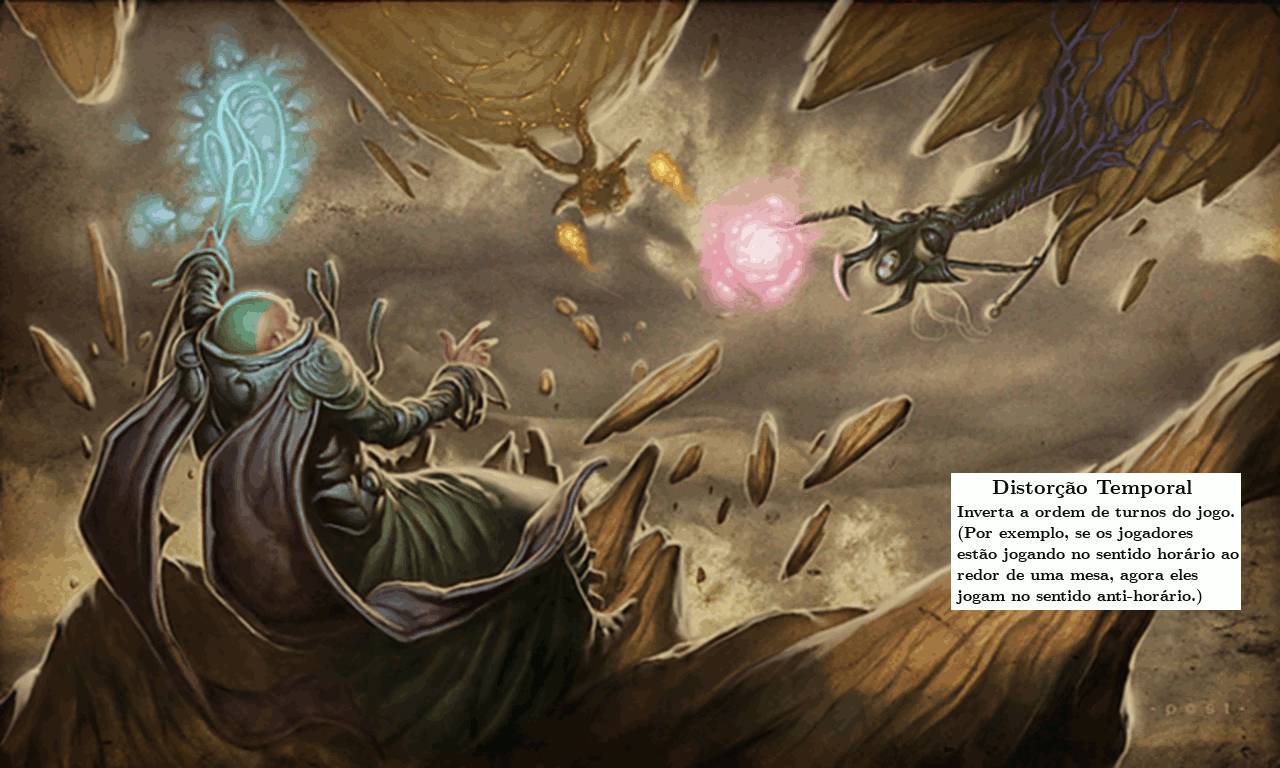 Distorção Temporal
Inverta a ordem de turnos do jogo.
(Por exemplo, se os jogadores
estão jogando no sentido horário ao
redor de uma mesa, agora eles
jogam no sentido anti-horário.)
-post-